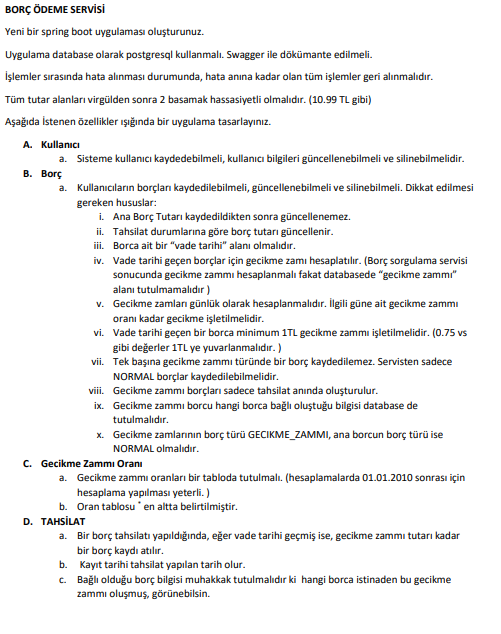 BORÇ ÖDEME SERVİSİ
Yeni bir spring boot uygulaması oluşturunuz.
Uygulama database olarak postgresql kullanmalı. Swagger ile dökümante edilmeli.
İşlemler sırasında hata alınması durumunda, hata anına kadar olan tüm işlemler geri alınmalıdır.
Tüm tutar alanları virgülden sonra 2 basamak hassasiyetli olmalıdır. (10.99 TL gibi)
Aşağıda İstenen özellikler ışığında bir uygulama tasarlayınız.
A. Kullanıcı
a. Sisteme kullanıcı kaydedebilmeli, kullanıcı bilgileri güncellenebilmeli ve silinebilmelidir.
B. Borç
a. Kullanıcıların borçları kaydedilebilmeli, güncellenebilmeli ve silinebilmeli. Dikkat edilmesi
gereken hususlar:
i. Ana Borç Tutarı kaydedildikten sonra güncellenemez.
ii. Tahsilat durumlarına göre borç tutarı güncellenir.
iii. Borca ait bir “vade tarihi” alanı olmalıdır.
iv. Vade tarihi geçen borçlar için gecikme zamı hesaplatılır. (Borç sorgulama servisi
sonucunda gecikme zammı hesaplanmalı fakat databasede “gecikme zammı”
alanı tutulmamalıdır )
v. Gecikme zamları günlük olarak hesaplanmalıdır. İlgili güne ait gecikme zammı
oranı kadar gecikme işletilmelidir.
vi. Vade tarihi geçen bir borca minimum 1TL gecikme zammı işletilmelidir. (0.75 vs
gibi değerler 1TL ye yuvarlanmalıdır. )
vii. Tek başına gecikme zammı türünde bir borç kaydedilemez. Servisten sadece
NORMAL borçlar kaydedilebilmelidir.
viii. Gecikme zammı borçları sadece tahsilat anında oluşturulur.
ix. Gecikme zammı borcu hangi borca bağlı oluştuğu bilgisi database de
tutulmalıdır.
x. Gecikme zamlarının borç türü GECIKME_ZAMMI, ana borcun borç türü ise
NORMAL olmalıdır.
C. Gecikme Zammı Oranı
a. Gecikme zammı oranları bir tabloda tutulmalı. (hesaplamalarda 01.01.2010 sonrası için
hesaplama yapılması yeterli. )
b. Oran tablosu * en altta belirtilmiştir.
D. TAHSİLAT
a. Bir borç tahsilatı yapıldığında, eğer vade tarihi geçmiş ise, gecikme zammı tutarı kadar
bir borç kaydı atılır.
b. Kayıt tarihi tahsilat yapılan tarih olur.
c. Bağlı olduğu borç bilgisi muhakkak tutulmalıdır ki hangi borca istinaden bu gecikme
zammı oluşmuş, görünebilsin.